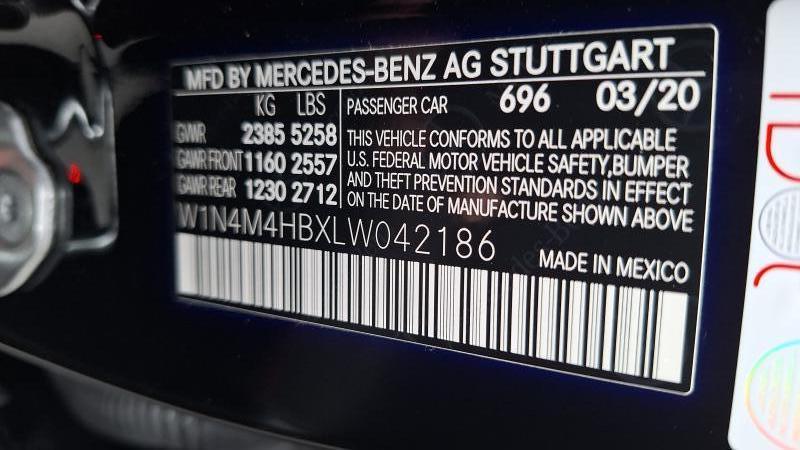 MFD BY MERCEDES-BENZ AG STUTTGART
KG LBS
GVWR 2385 5258
GAWR FRONT 1160 2557
GAWR REAR 1230 2712
PASSENGER CAR 696 03/20
THIS VEHICLE CONFORMS TO ALL APPLICABLE
U.S. FEDERAL MOTOR VEHICLE SAFETY, BUMPER
AND THEFT PREVENTION STANDARDS IN EFFECT
ON THE DATE OF MANUFACTURE SHOWN ABOVE
W1N4M4HBXLW042186
MADE IN MEXICO